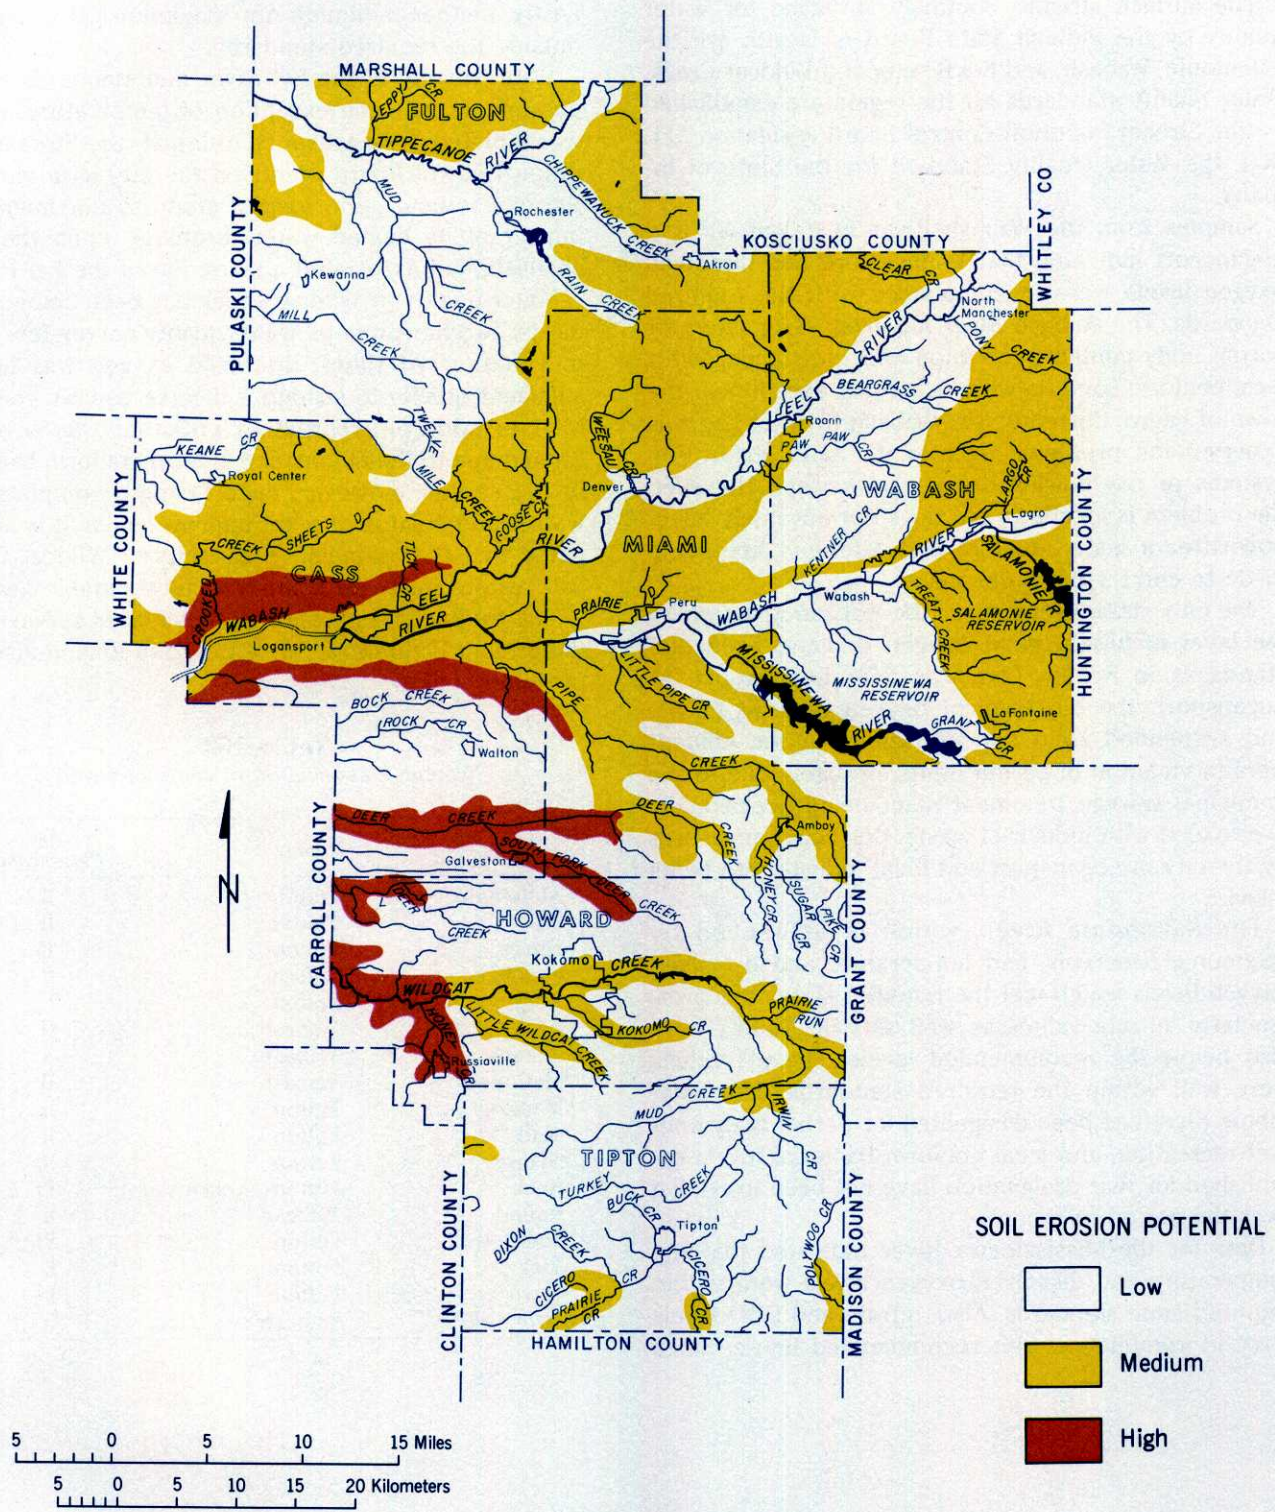 MARSHALL COUNTY
FULTON
EPPY CR
TIPPECANOE RIVER
MUD
CHIPPEWANUCK CREEK
Rochester
WHITLEY CO
KOSCIUSKO COUNTY
Akron
CLEAR CR
PULASKI COUNTY
Kewanna
RAIN CREEK
North
Manchester
MILL CREEK
CREEK
PONY CREEK
EEL RIVER
BEARGRASS CREEK
TWELVE MILE CREEK
WEESAU CR
Roann
PAW PAW CR
KEANE CR
Royal Center
GOOSE CR
Denver
WABASH
LARGO CR
Lagro
WHITE COUNTY
CREEK SHEETS D
RIVER
MIAMI
KENTNER CR
RIVER
HUNTINGTON COUNTY
CASS
TICK CR
SALAMONIE R
CROOKED
WABASH
EEL
RIVER
PRAIRIE D
Peru
WABASH
Wabash
TREATY CREEK
SALAMONIE
RESERVOIR
Logansport
LITTLE PIPE CR
MISSISSINEWA
RIVER
MISSISSINEWA
RESERVOIR
PIPE
CREEK
BOCK CREEK
ROCK CR
Walton
GRANT CR
La Fontaine
CARROLL COUNTY
DEER CREEK
DEER
CREEK
Amboy
Galveston
SOUTH FORK DEER CREEK
HONEY CR
SUGAR CR
PIKE CR
GRANT COUNTY
N
L DEER
CREEK
HOWARD
Kokomo
CREEK
WILDCAT
PRAIRIE
RUN
HONEY CR
LITTLE WILDCAT CREEK
KOKOMO CR
Russiaville
MUD CREEK
IRWIN CR
TIPTON
TURKEY CREEK
BUCK CR
Tipton
CLINTON COUNTY
DIXON CREEK
CICERO CR
PRAIRIE CR
CICERO CR
POLYWOG CR
MADISON COUNTY
HAMILTON COUNTY
SOIL EROSION POTENTIAL
Low
Medium
High
5 0 5 10 15 Miles
5 0 5 10 15 20 Kilometers